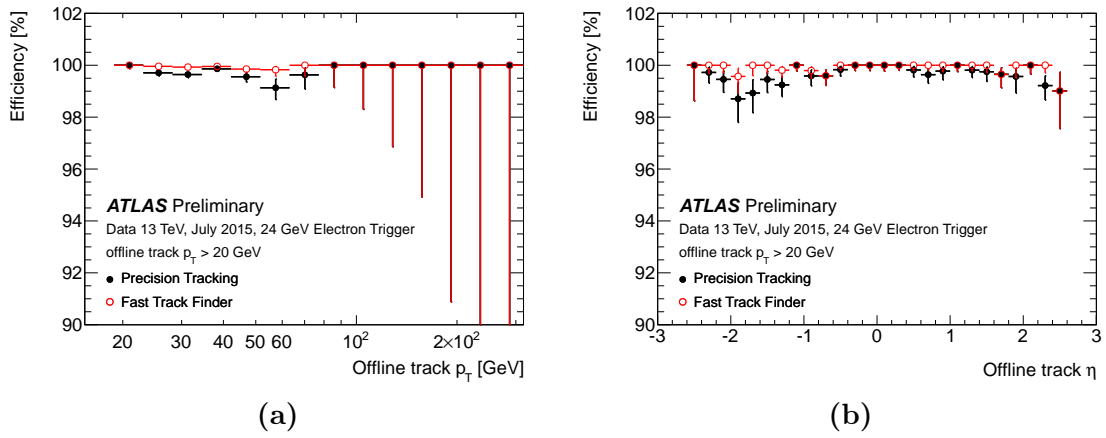 Efficiency [%]
102
100
98
96
94
92
90
ATLAS Preliminary
Data 13 TeV, July 2015, 24 GeV Electron Trigger
offline track p_T > 20 GeV
Precision Tracking
Fast Track Finder
20 30 40 50 60 10² 2×10²
Offline track p_T [GeV]
(a)
Efficiency [%]
102
100
98
96
94
92
90
ATLAS Preliminary
Data 13 TeV, July 2015, 24 GeV Electron Trigger
offline track p_T > 20 GeV
Precision Tracking
Fast Track Finder
−3 −2 −1 0 1 2 3
Offline track η
(b)